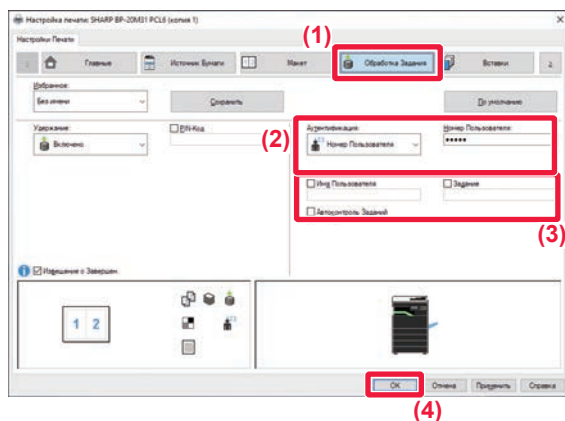 Настройка печати: SHARP BP-20M31 PCL6 (копия 1)
Настройки Печати
(1)
Главные Источник Бумаги Макет Обработка Задания Вставки
Избранное:
Без имени Сохранить По умолчанию
Удержание: PIN-Код (2) Аутентификация: Номер Пользователя:
Включено Номер Пользователя *****
Имя Пользователя Задание
Автоконтроль Заданий
(3)
Извещение о Завершен.
1 2
OK Отмена Применить Справка
(4)